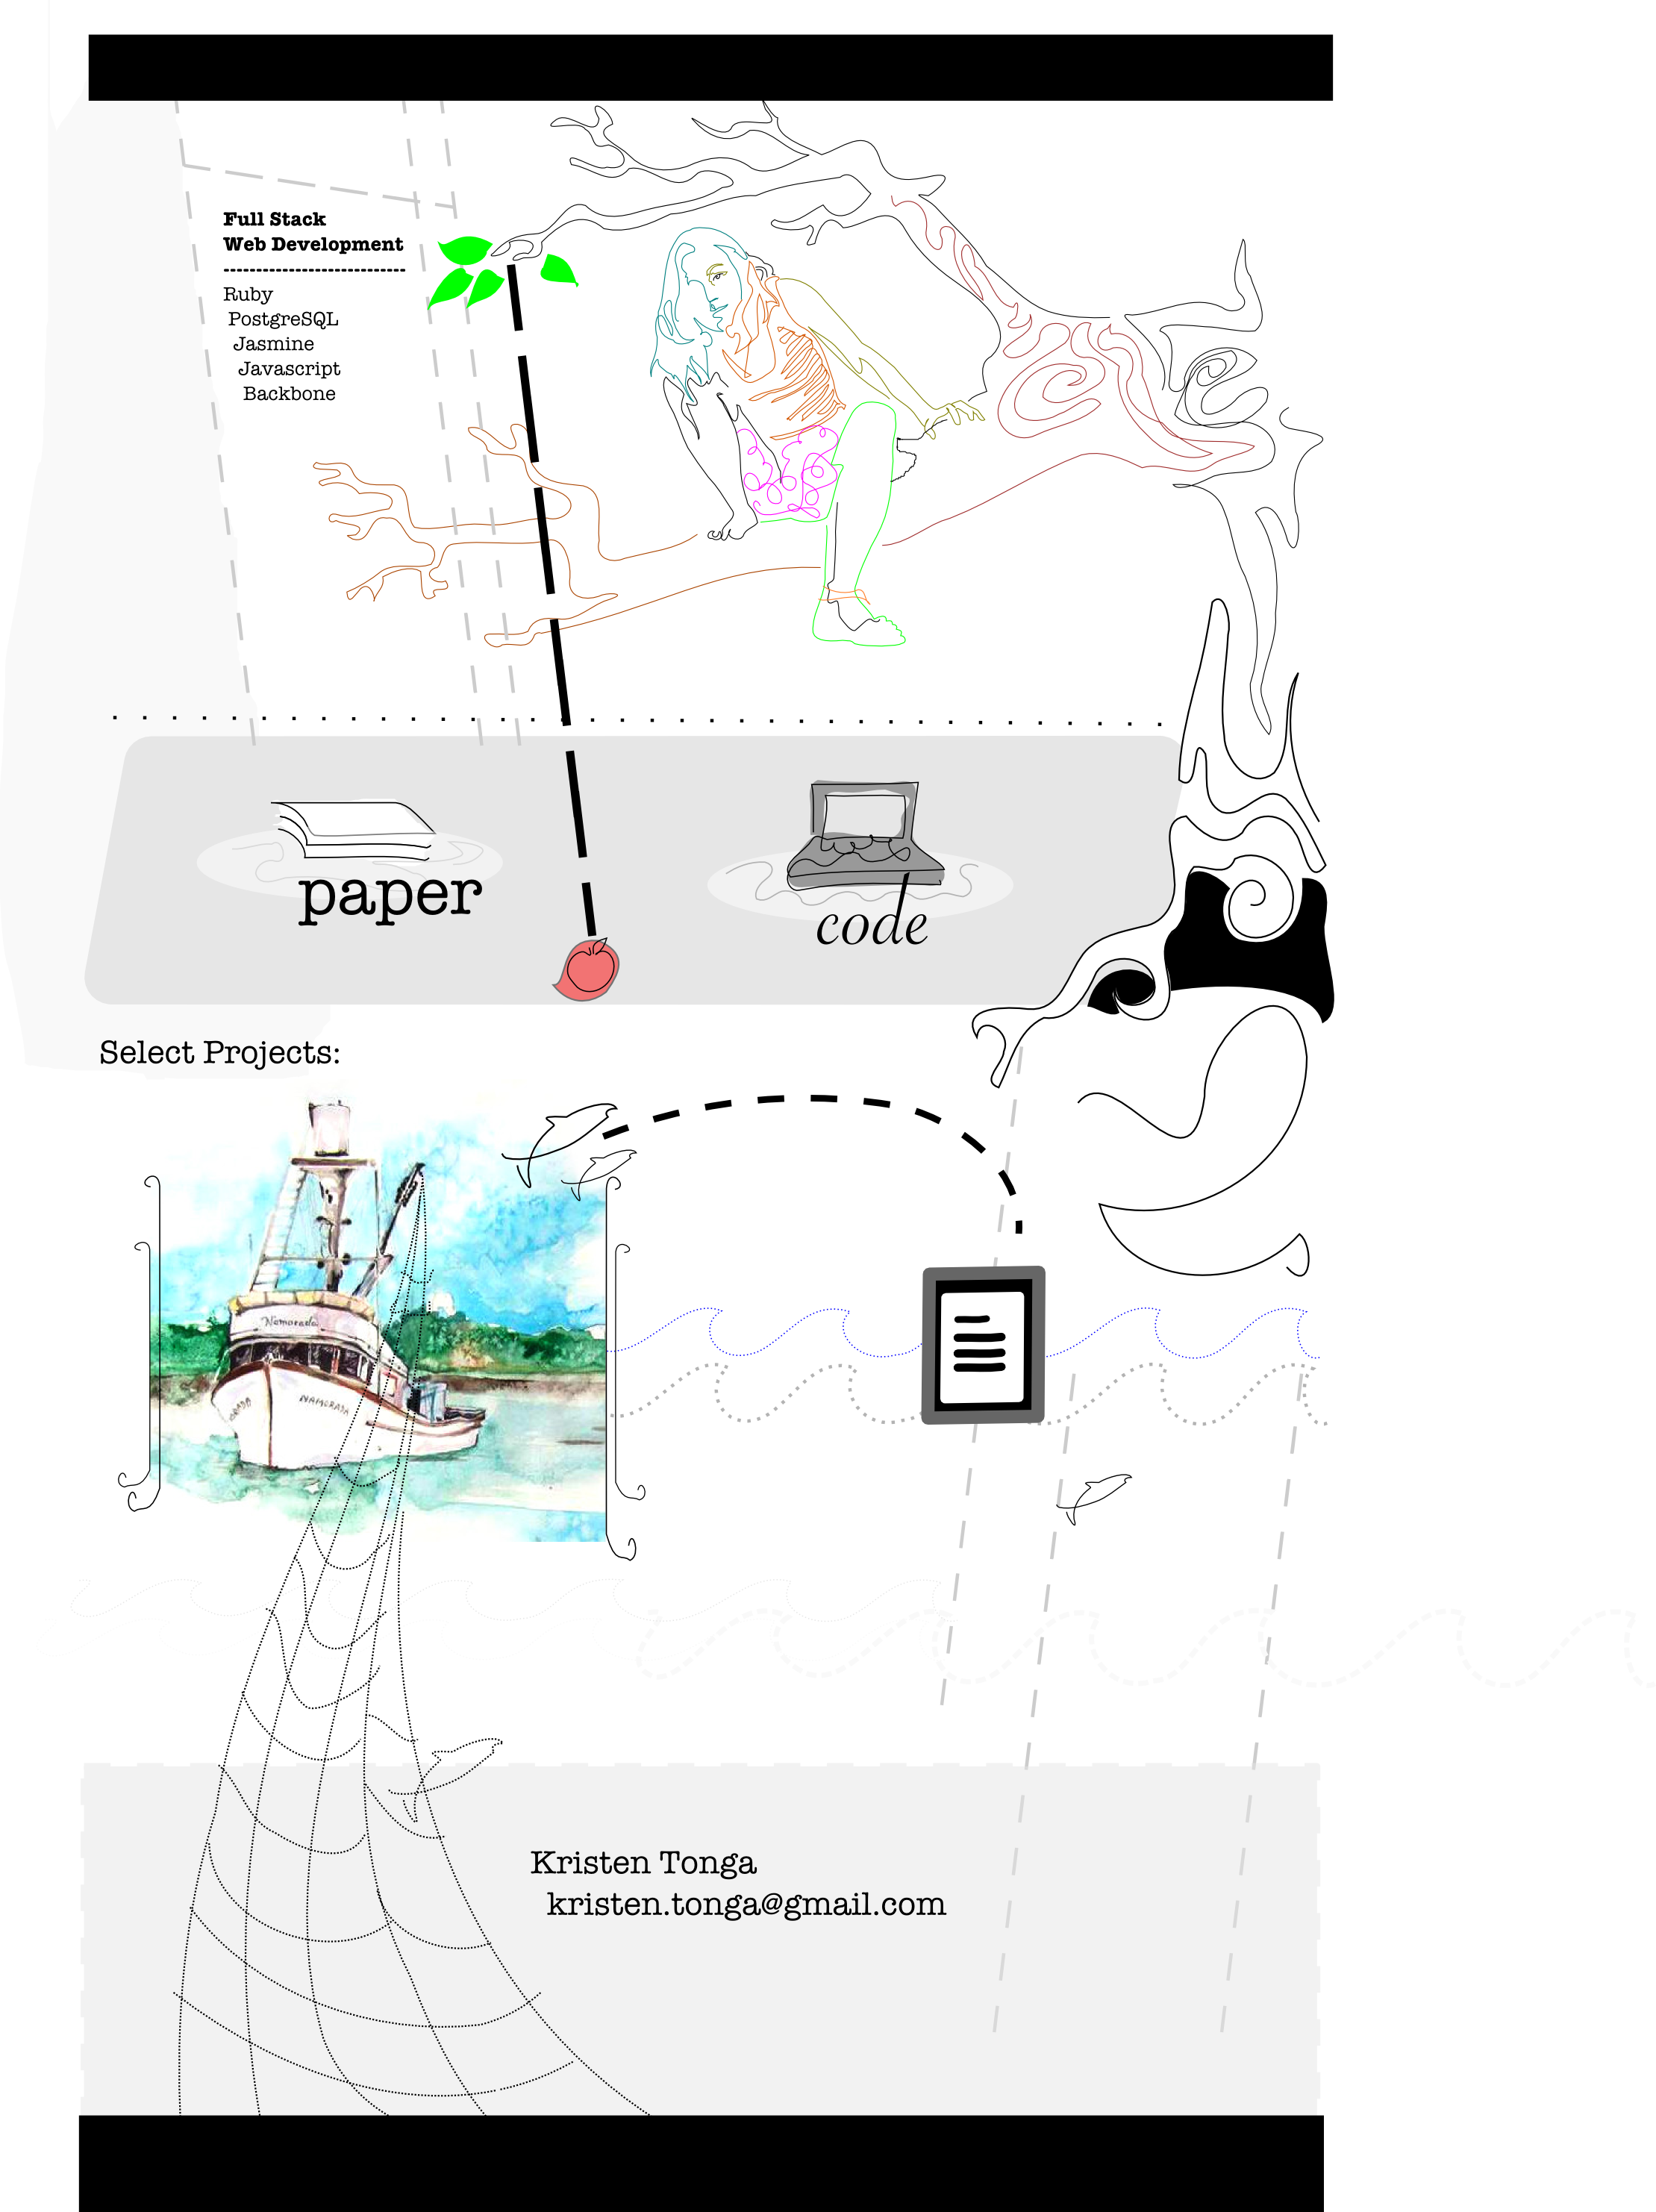 Full Stack
Web Development
Ruby
PostgreSQL
Jasmine
Javascript
Backbone
paper
code
Select Projects:
Namorada
NAMORADA
Kristen Tonga
kristen.tonga@gmail.com